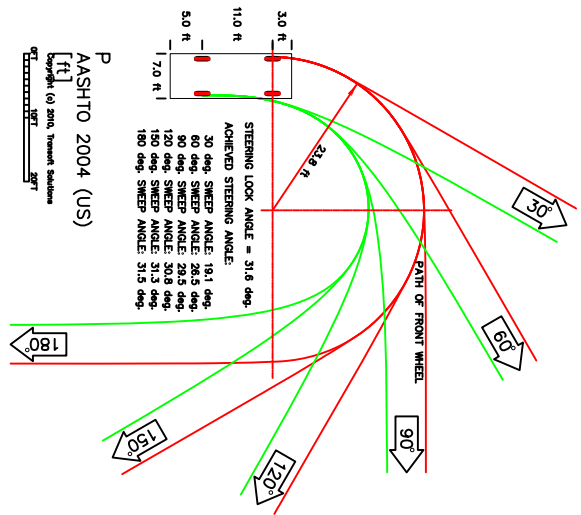 5.0 ft
11.0 ft
3.0 ft
7.0 ft
23.8 ft
P
AASHTO 2004 (US)
[ft]
Copyright (c) 2010, Transoft Solutions
0FT
10FT
20FT
STEERING LOCK ANGLE = 31.6 deg.
ACHIEVED STEERING ANGLE:
30 deg. SWEEP ANGLE: 19.1 deg.
60 deg. SWEEP ANGLE: 26.5 deg.
90 deg. SWEEP ANGLE: 29.5 deg.
120 deg. SWEEP ANGLE: 30.8 deg.
150 deg. SWEEP ANGLE: 31.3 deg.
180 deg. SWEEP ANGLE: 31.5 deg.
PATH OF FRONT WHEEL
30°
60°
90°
120°
150°
180°